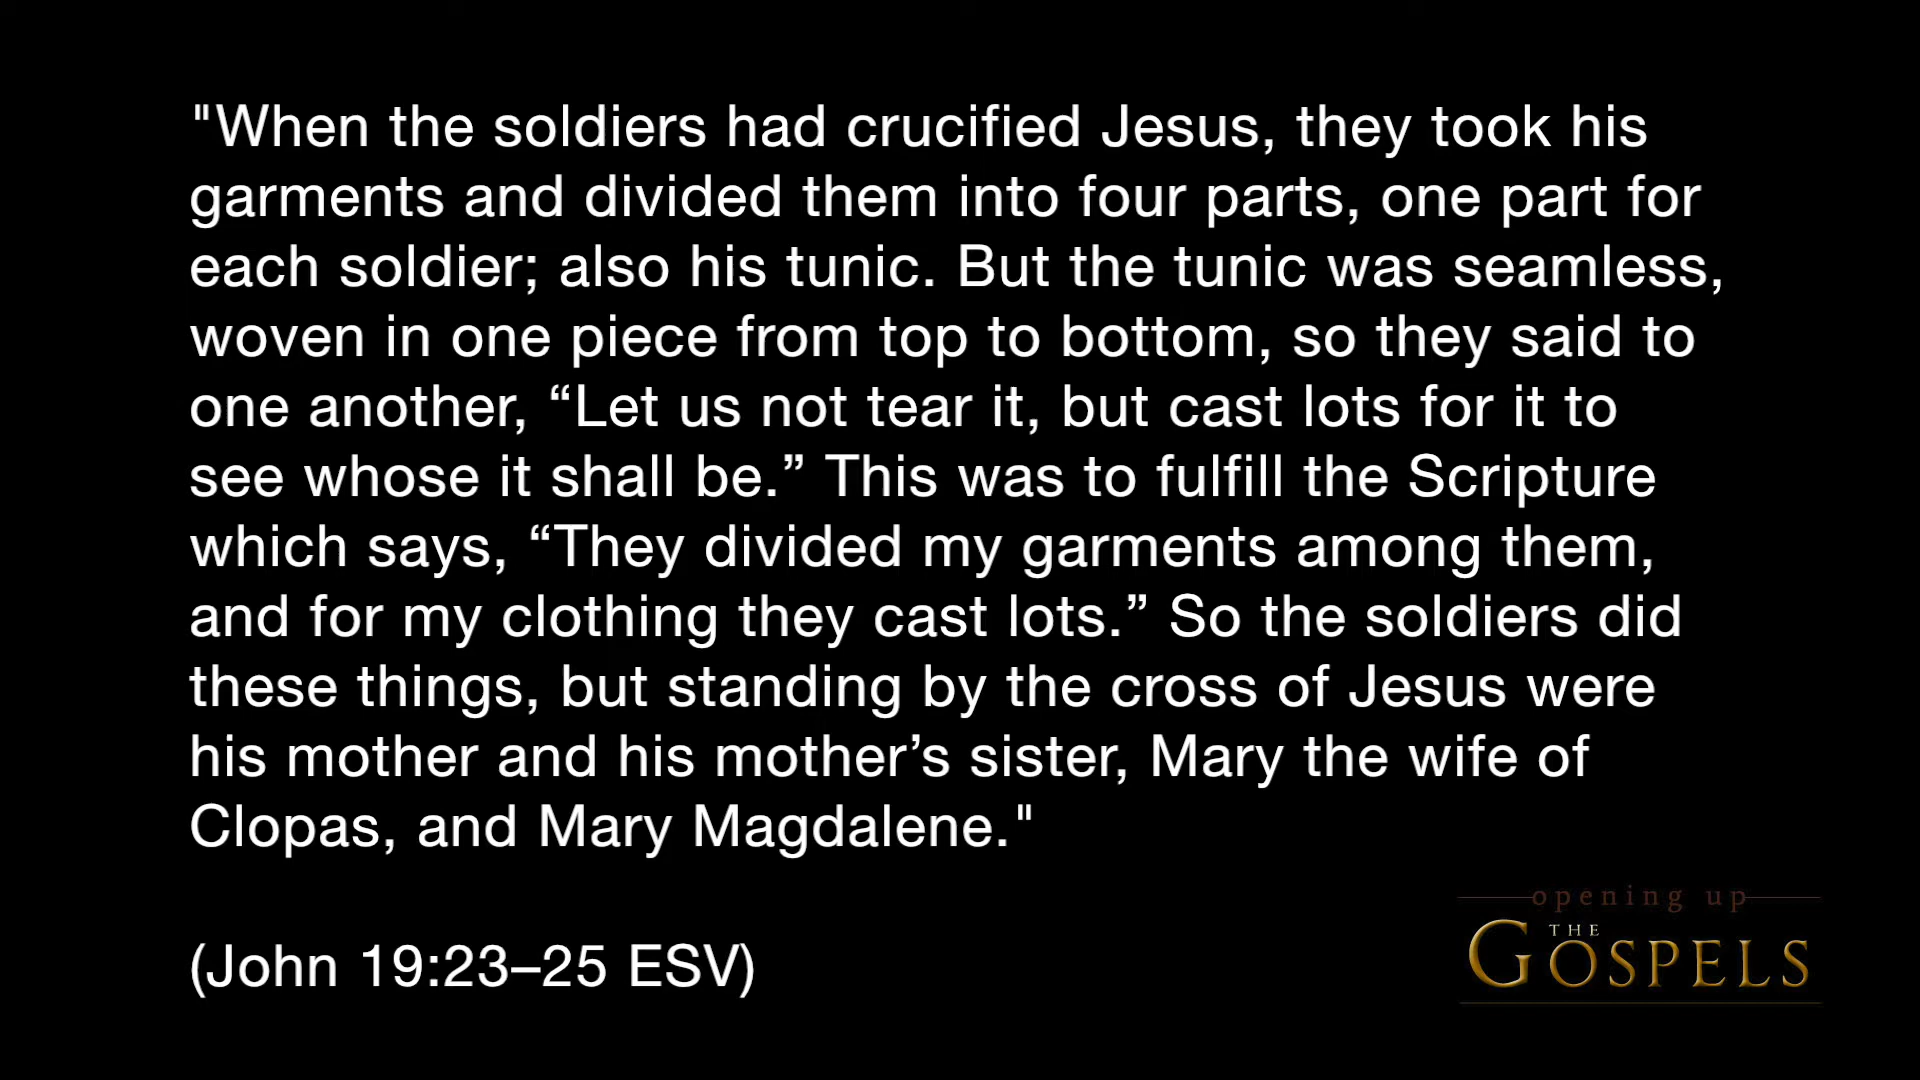 "When the soldiers had crucified Jesus, they took his
garments and divided them into four parts, one part for
each soldier; also his tunic. But the tunic was seamless,
woven in one piece from top to bottom, so they said to
one another, “Let us not tear it, but cast lots for it to
see whose it shall be.” This was to fulfill the Scripture
which says, “They divided my garments among them,
and for my clothing they cast lots.” So the soldiers did
these things, but standing by the cross of Jesus were
his mother and his mother’s sister, Mary the wife of
Clopas, and Mary Magdalene."
(John 19:23–25 ESV)
opening up
THE
GOSPELS